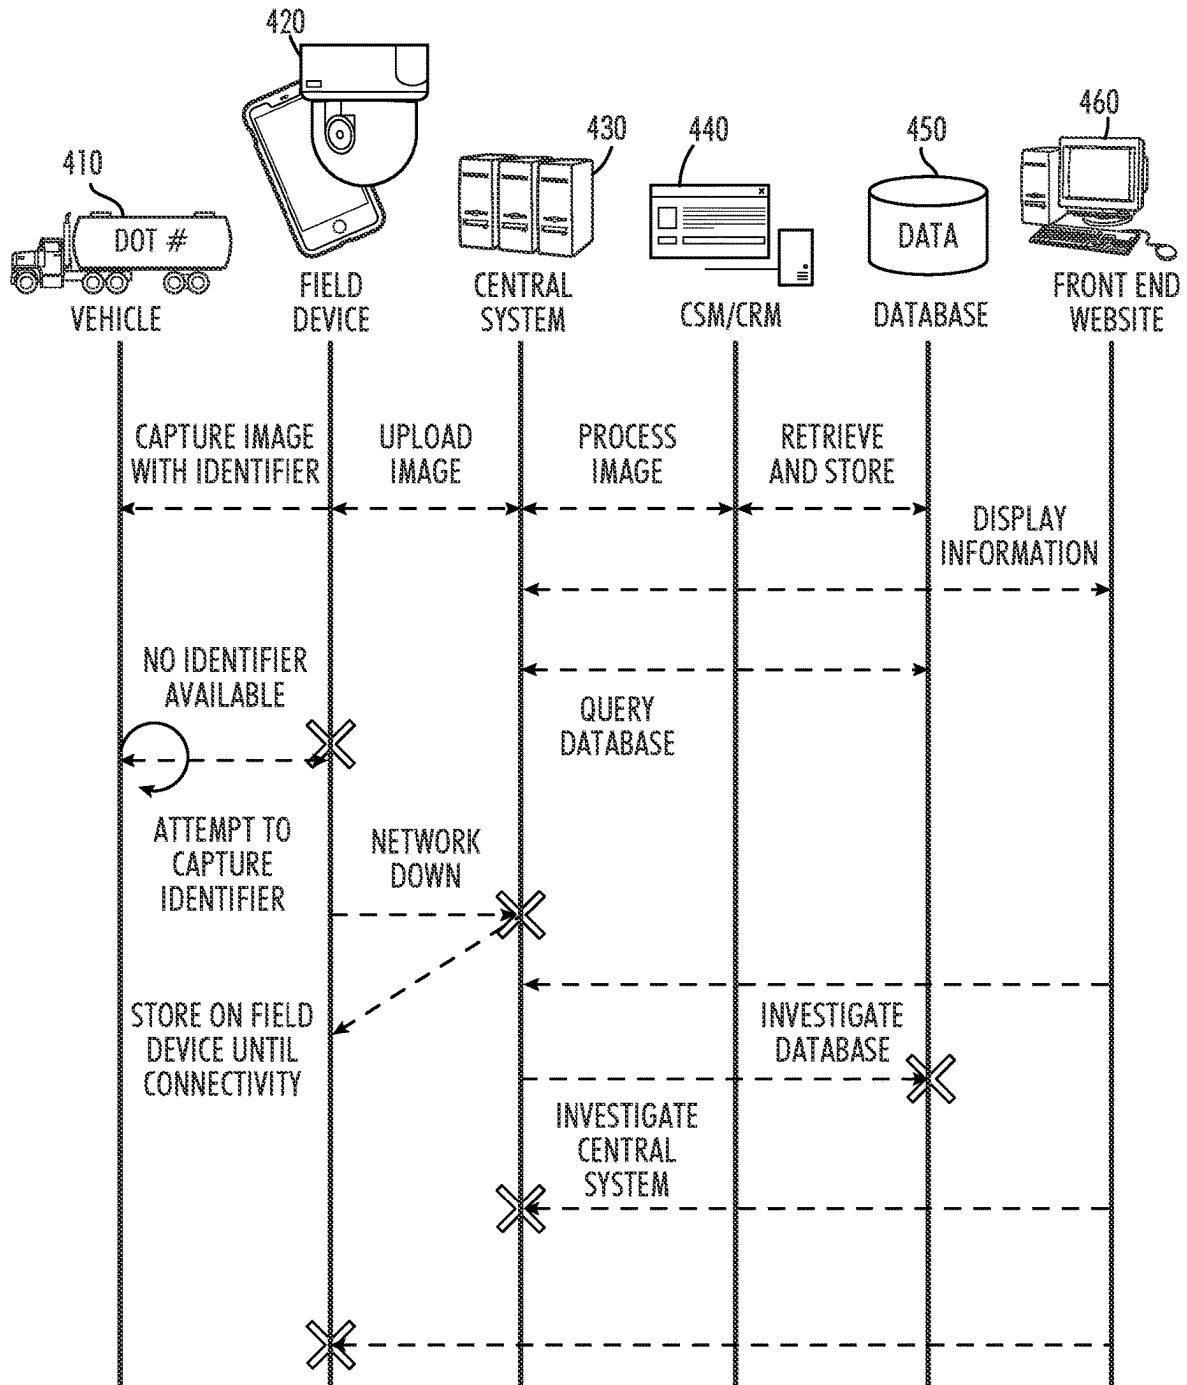 420
430
440
450
460
410
DOT #
DATA
VEHICLE
FIELD
DEVICE
CENTRAL
SYSTEM
CSM/CRM
DATABASE
FRONT END
WEBSITE
CAPTURE IMAGE
WITH IDENTIFIER
UPLOAD
IMAGE
PROCESS
IMAGE
RETRIEVE
AND STORE
DISPLAY
INFORMATION
NO IDENTIFIER
AVAILABLE
QUERY
DATABASE
ATTEMPT TO
CAPTURE
IDENTIFIER
NETWORK
DOWN
STORE ON FIELD
DEVICE UNTIL
CONNECTIVITY
INVESTIGATE
DATABASE
INVESTIGATE
CENTRAL
SYSTEM